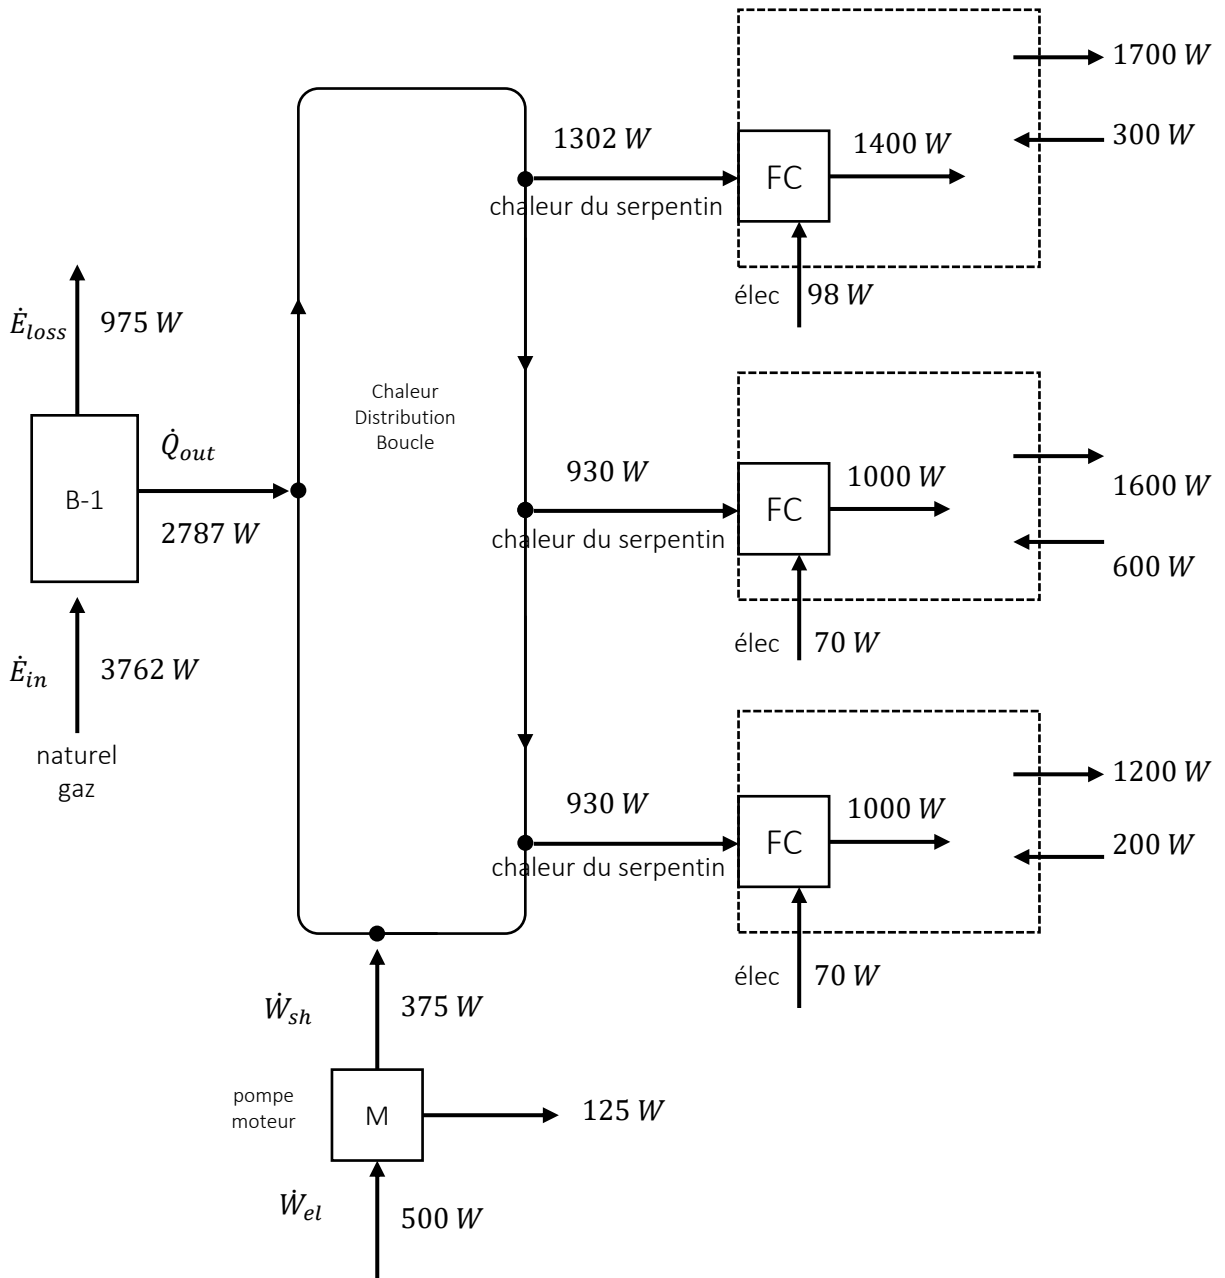 1700 W
1302 W
FC
1400 W
300 W
chaleur du serpentin
élec
98 W
Ė_loss
975 W
Chaleur
Distribution
Boucle
Q̇_out
B-1
2787 W
930 W
FC
1000 W
1600 W
chaleur du serpentin
600 W
élec
70 W
Ė_in
3762 W
naturel
gaz
930 W
FC
1000 W
1200 W
200 W
chaleur du serpentin
élec
70 W
Ẇ_sh
375 W
pompe
moteur
M
125 W
Ẇ_el
500 W